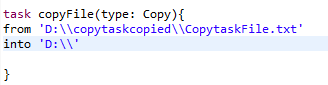 task copyFile(type: Copy){
from 'D:\\copytaskcopied\\CopytaskFile.txt'
into 'D:\\'
}